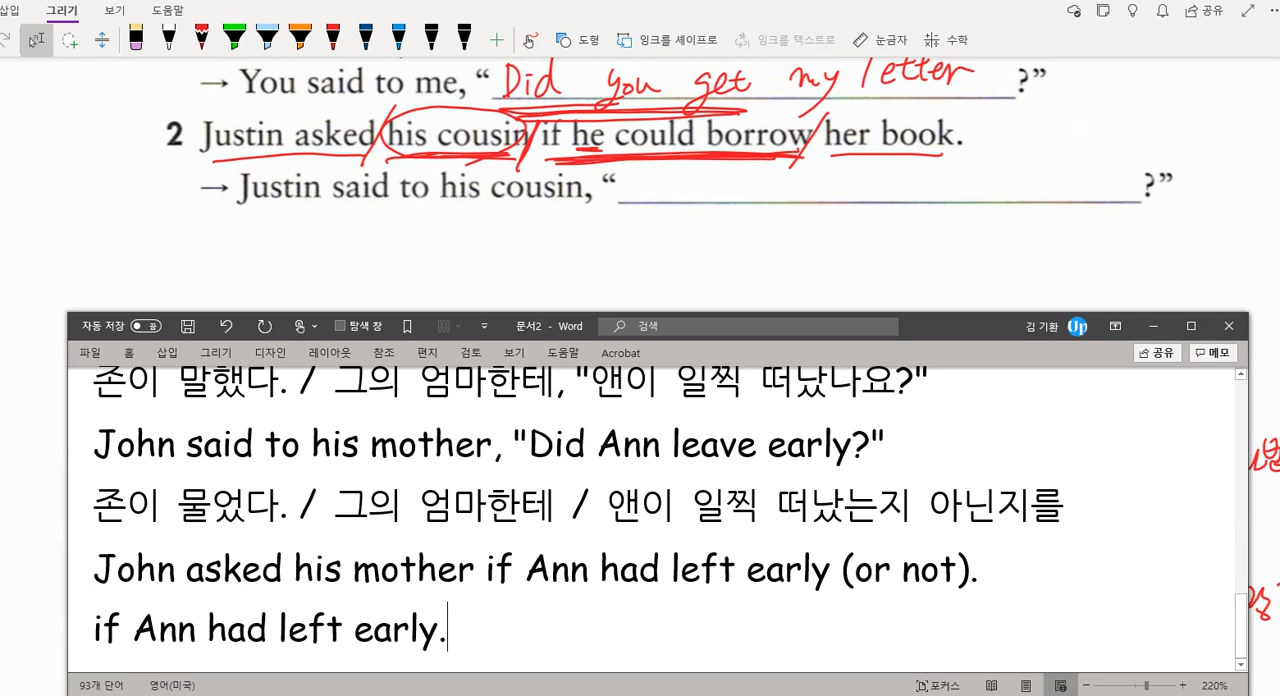 삽입 그리기 보기 도움말 공유
도형 잉크를 셰이프로 잉크를 텍스트로 눈금자 수학
→ You said to me, “Did you get my letter?”
2 Justin asked his cousin if he could borrow her book.
→ Justin said to his cousin, “ ?”
자동 저장 끔 탐색 창 문서2 - Word 검색 김 기환 Up
파일 홈 삽입 그리기 디자인 레이아웃 참조 편지 검토 보기 도움말 Acrobat 공유 메모
존이 말했다. / 그의 엄마한테, "앤이 일찍 떠났나요?"
John said to his mother, "Did Ann leave early?"
존이 물었다. / 그의 엄마한테 / 앤이 일찍 떠났는지 아닌지를
John asked his mother if Ann had left early (or not).
if Ann had left early.
93개 단어 영어(미국) 포커스 220%